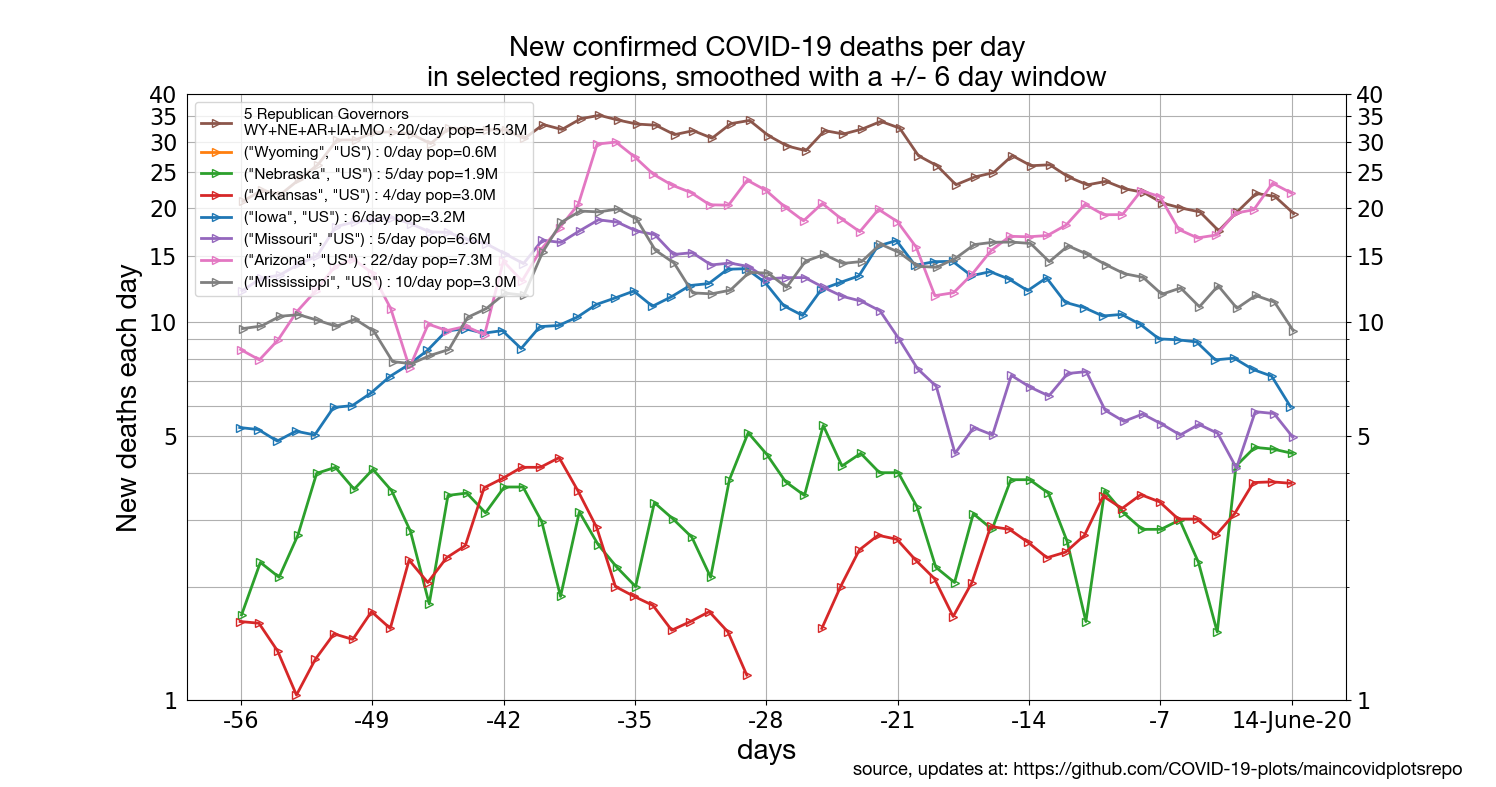 New confirmed COVID-19 deaths per day
in selected regions, smoothed with a +/- 6 day window
40
35
30
25
20
15
10
5
1
New deaths each day
5 Republican Governors
WY+NE+AR+IA+MO : 20/day pop=15.3M
("Wyoming", "US") : 0/day pop=0.6M
("Nebraska", "US") : 5/day pop=1.9M
("Arkansas", "US") : 4/day pop=3.0M
("Iowa", "US") : 6/day pop=3.2M
("Missouri", "US") : 5/day pop=6.6M
("Arizona", "US") : 22/day pop=7.3M
("Mississippi", "US") : 10/day pop=3.0M
40
35
30
25
20
15
10
5
1
-56 -49 -42 -35 -28 -21 -14 -7 14-June-20
days
source, updates at: https://github.com/COVID-19-plots/maincovidplotsrepo